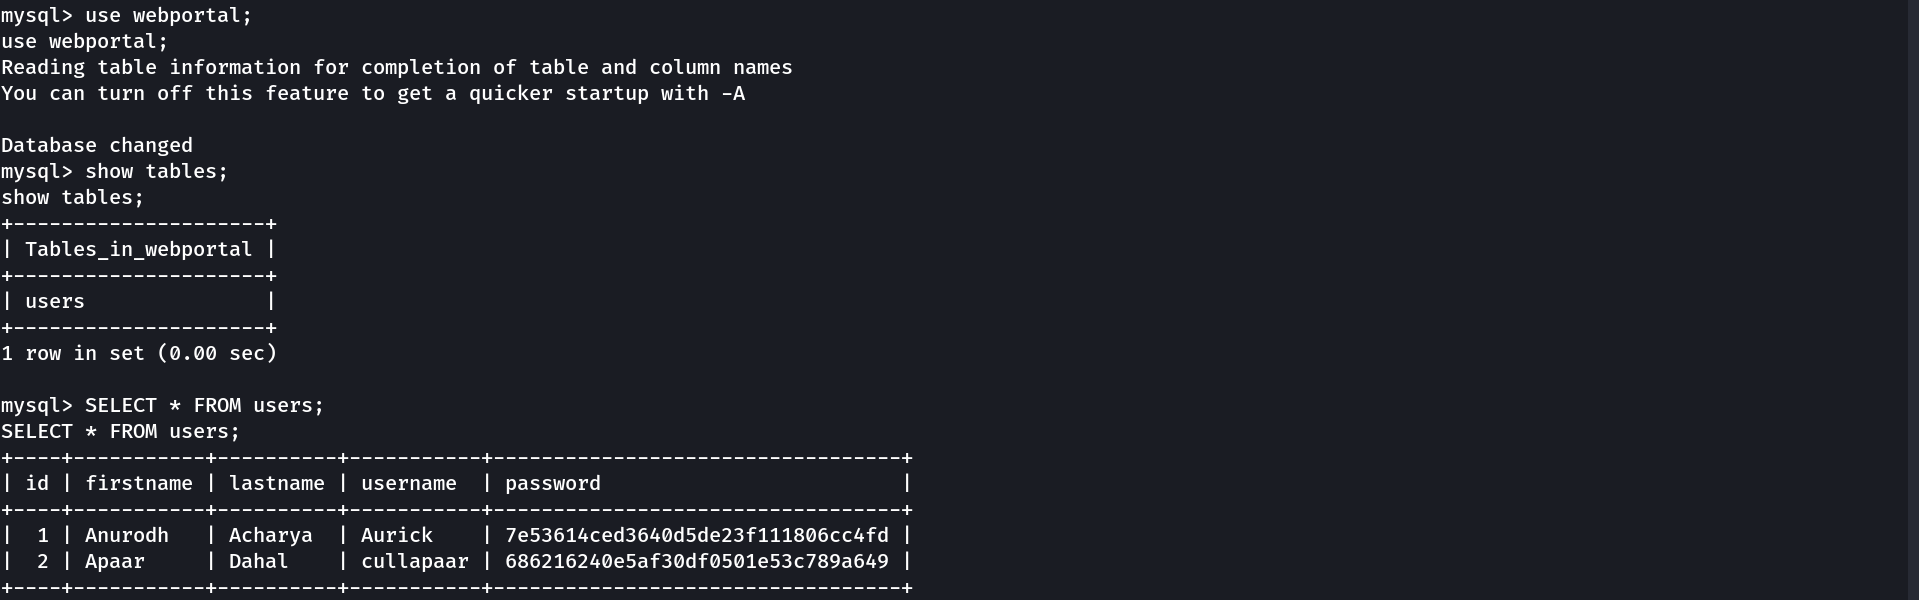 mysql> use webportal;
use webportal;
Reading table information for completion of table and column names
You can turn off this feature to get a quicker startup with -A
Database changed
mysql> show tables;
show tables;
+---------------------+
| Tables_in_webportal |
+---------------------+
| users               |
+---------------------+
1 row in set (0.00 sec)
mysql> SELECT * FROM users;
SELECT * FROM users;
+----+-----------+----------+-----------+----------------------------------+
| id | firstname | lastname | username  | password                         |
+----+-----------+----------+-----------+----------------------------------+
|  1 | Anurodh   | Acharya  | Aurick    | 7e53614ced3640d5de23f111806cc4fd |
|  2 | Apaar     | Dahal    | cullapaar | 686216240e5af30df0501e53c789a649 |
+----+-----------+----------+-----------+----------------------------------+